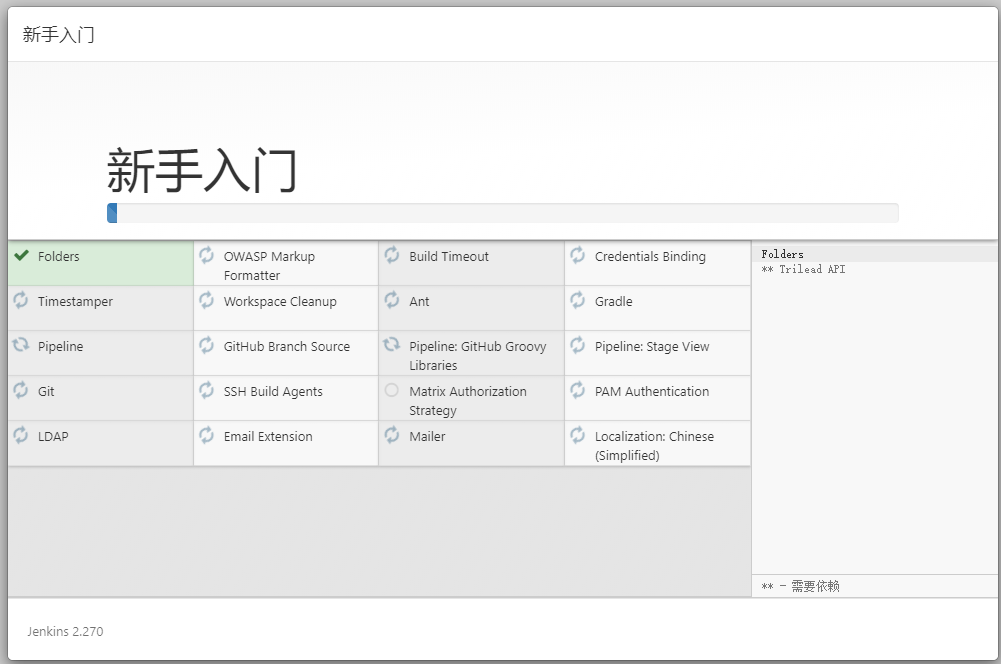 新手入门
新手入门
Folders
OWASP Markup
Formatter
Build Timeout
Credentials Binding
Timestamper
Workspace Cleanup
Ant
Gradle
Pipeline
GitHub Branch Source
Pipeline: GitHub Groovy
Libraries
Pipeline: Stage View
Git
SSH Build Agents
Matrix Authorization
Strategy
PAM Authentication
LDAP
Email Extension
Mailer
Localization: Chinese
(Simplified)
Folders
** Trilead API
** - 需要依赖
Jenkins 2.270